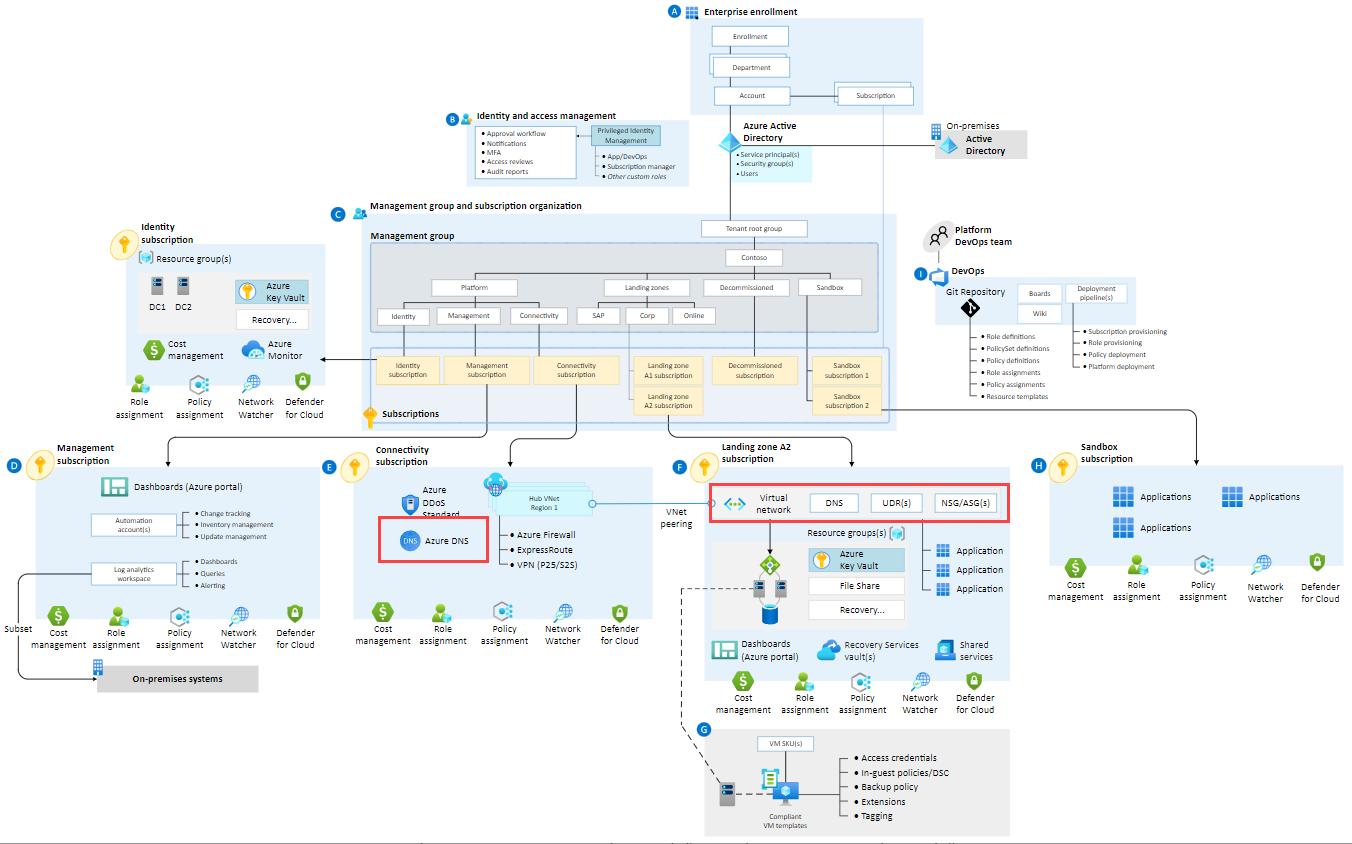 A
Enterprise enrollment
Enrollment
Department
Account
Subscription
B
Identity and access management
• Approval workflow
• Notifications
• MFA
• Access reviews
• Audit reports
Privileged Identity
Management
• App/DevOps
• Subscription manager
• Other custom roles
Azure Active
Directory
• Service principal(s)
• Security group(s)
• Users
On-premises
Active
Directory
C
Management group and subscription organization
Management group
Tenant root group
Contoso
Platform
Landing zones
Decommissioned
Sandbox
Identity
Management
Connectivity
SAP
Corp
Online
Identity
subscription
Management
subscription
Connectivity
subscription
Landing zone
A1 subscription
Landing zone
A2 subscription
Decommissioned
subscription
Sandbox
subscription 1
Sandbox
subscription 2
Subscriptions
Identity
subscription
Resource group(s)
DC1
DC2
Azure
Key Vault
Recovery...
Cost
management
Azure
Monitor
Role
assignment
Policy
assignment
Network
Watcher
Defender
for Cloud
Platform
DevOps team
I
DevOps
Git Repository
Boards
Wiki
Deployment
pipeline(s)
• Role definitions
• PolicySet definitions
• Policy definitions
• Role assignments
• Policy assignments
• Resource templates
• Subscription provisioning
• Role provisioning
• Policy deployment
• Platform deployment
D
Management
subscription
Dashboards (Azure portal)
Automation
account(s)
• Change tracking
• Inventory management
• Update management
Log analytics
workspace
• Dashboards
• Queries
• Alerting
Subset
Cost
management
Role
assignment
Policy
assignment
Network
Watcher
Defender
for Cloud
On-premises systems
E
Connectivity
subscription
Azure
DDoS
Standard
DNS
Azure DNS
Hub VNet
Region 1
• Azure Firewall
• ExpressRoute
• VPN (P25/S2S)
Cost
management
Role
assignment
Policy
assignment
Network
Watcher
Defender
for Cloud
VNet
peering
F
Landing zone A2
subscription
Virtual
network
DNS
UDR(s)
NSG/ASG(s)
Resource groups(s)
Azure
Key Vault
File Share
Recovery...
Application
Application
Application
Dashboards
(Azure portal)
Recovery Services
vault(s)
Shared
services
Cost
management
Role
assignment
Policy
assignment
Network
Watcher
Defender
for Cloud
G
VM SKU(s)
Compliant
VM templates
• Access credentials
• In-guest policies/DSC
• Backup policy
• Extensions
• Tagging
H
Sandbox
subscription
Applications
Applications
Applications
Cost
management
Role
assignment
Policy
assignment
Network
Watcher
Defender
for Cloud